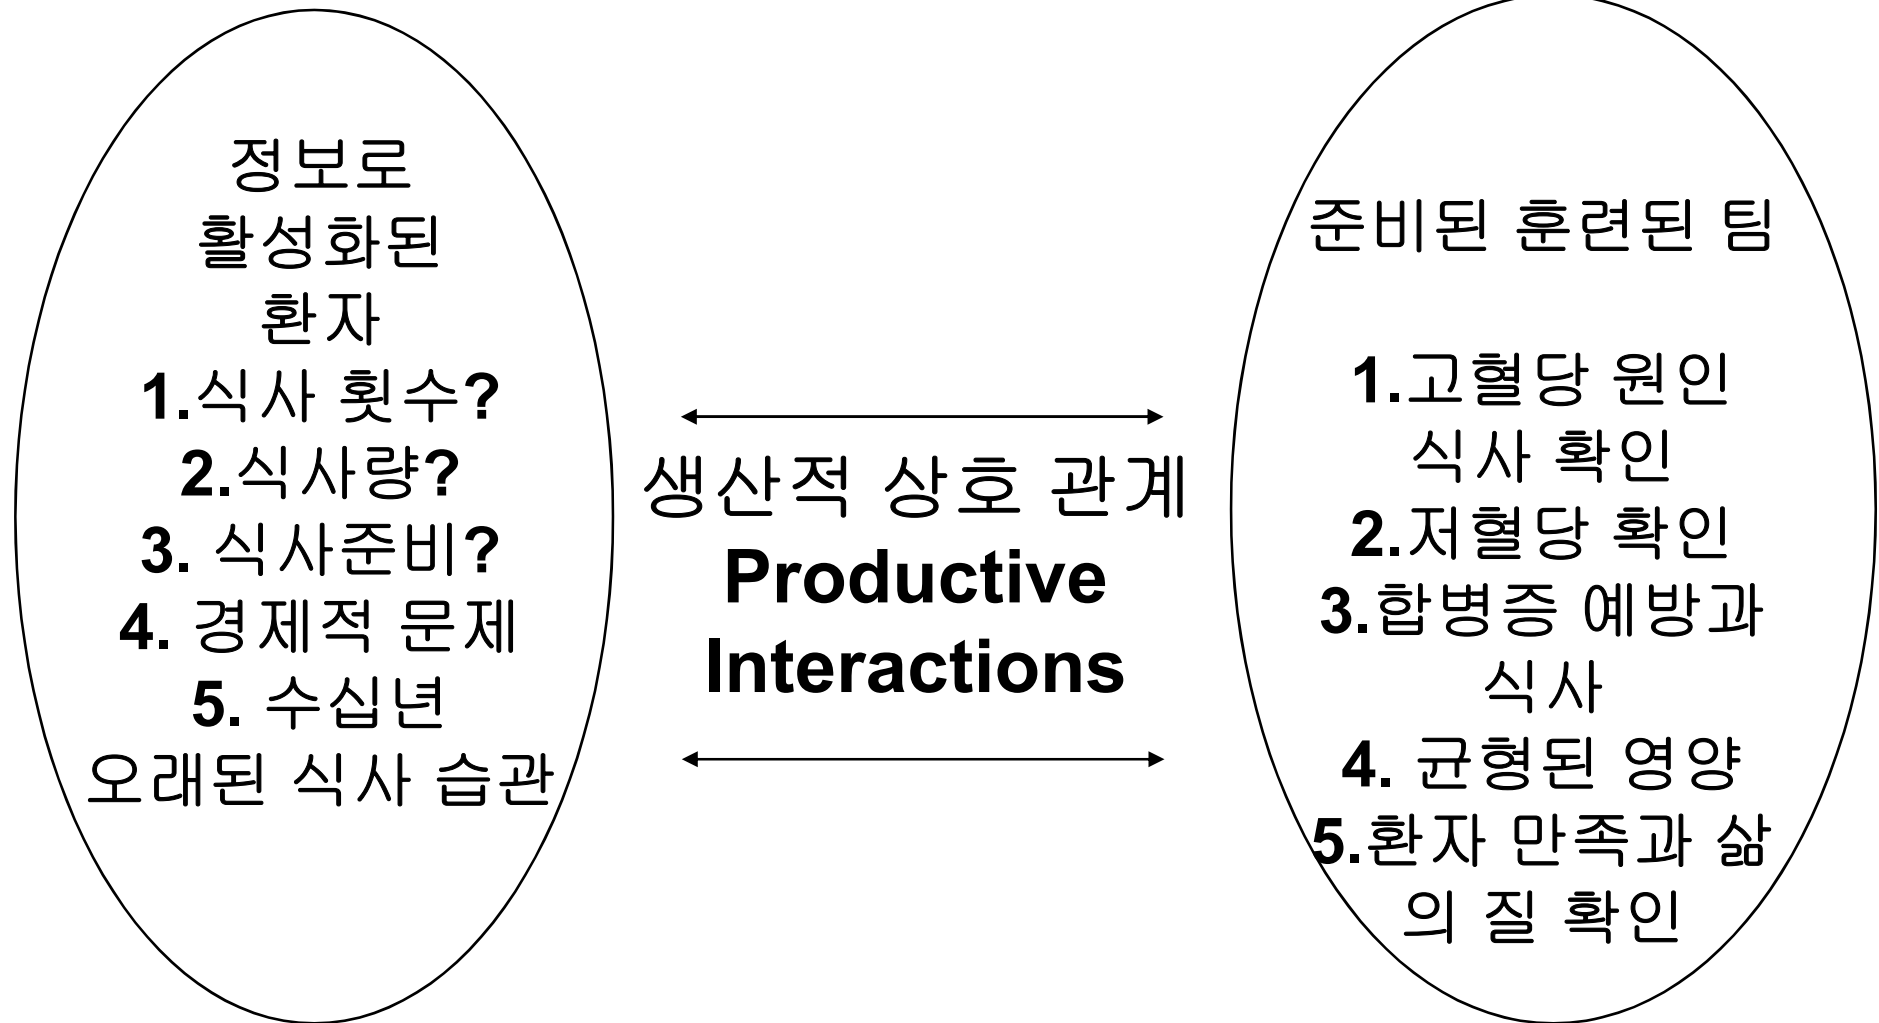 정보로
활성화된
환자
1.식사 횟수?
2.식사량?
3. 식사준비?
4. 경제적 문제
5. 수십년
오래된 식사 습관
생산적 상호 관계
Productive
Interactions
준비된 훈련된 팀
1.고혈당 원인
식사 확인
2.저혈당 확인
3.합병증 예방과
식사
4. 균형된 영양
5.환자 만족과 삶
의 질 확인